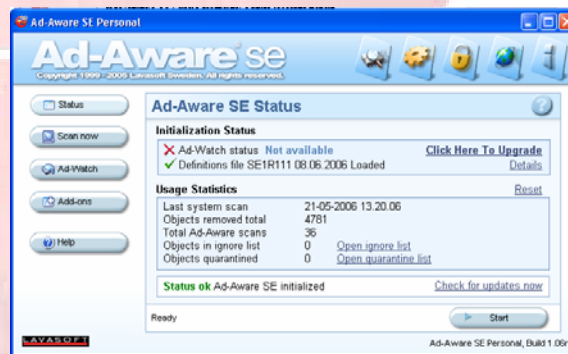 Ad-Aware SE Personal
Ad-Aware SE
Copyright 1999 - 2005 Lavasoft Sweden. All rights reserved.
Status
Scan now
Ad-Watch
Add-ons
Help
Ad-Aware SE Status
Initialization Status
Ad-Watch status Not available Click Here To Upgrade
Definitions file SE1R111 08.06.2006 Loaded Details
Usage Statistics Reset
Last system scan 21-05-2006 13.20.06
Objects removed total 4781
Total Ad-Aware scans 36
Objects in ignore list 0 Open ignore list
Objects quarantined 0 Open quarantine list
Status ok Ad-Aware SE initialized Check for updates now
Ready Start
LAVASOFT Ad-Aware SE Personal, Build 1.06r